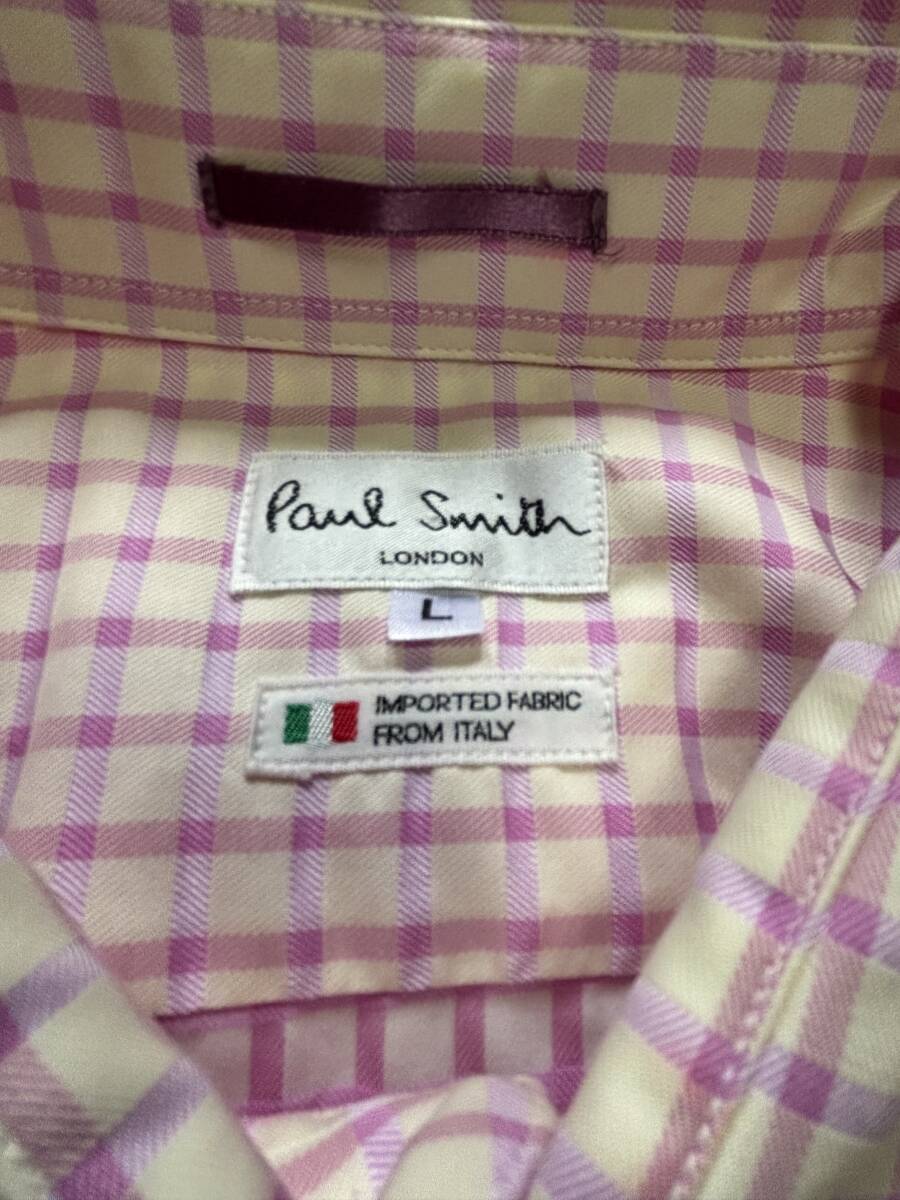 Paul Smith
LONDON
L
IMPORTED FABRIC
FROM ITALY